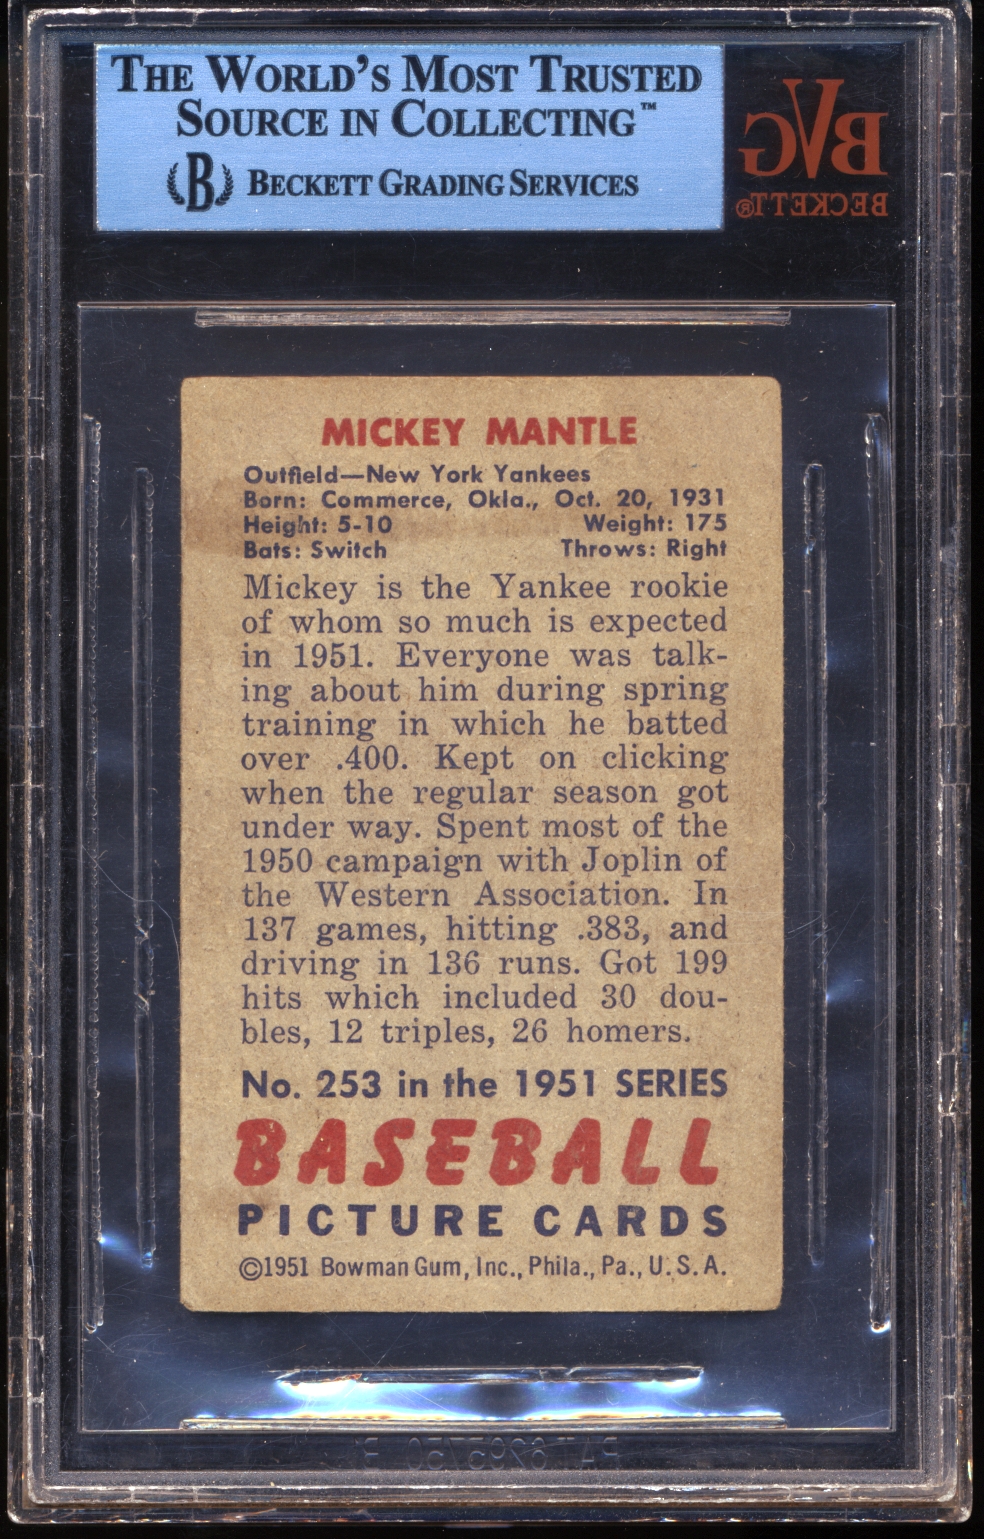 THE WORLD'S MOST TRUSTED
SOURCE IN COLLECTING™
B BECKETT GRADING SERVICES
BVG
BECKETT®
MICKEY MANTLE
Outfield—New York Yankees
Born: Commerce, Okla., Oct. 20, 1931
Height: 5-10 Weight: 175
Bats: Switch Throws: Right
Mickey is the Yankee rookie
of whom so much is expected
in 1951. Everyone was talk-
ing about him during spring
training in which he batted
over .400. Kept on clicking
when the regular season got
under way. Spent most of the
1950 campaign with Joplin of
the Western Association. In
137 games, hitting .383, and
driving in 136 runs. Got 199
hits which included 30 dou-
bles, 12 triples, 26 homers.
No. 253 in the 1951 SERIES
BASEBALL
PICTURE CARDS
©1951 Bowman Gum, Inc., Phila., Pa., U.S.A.